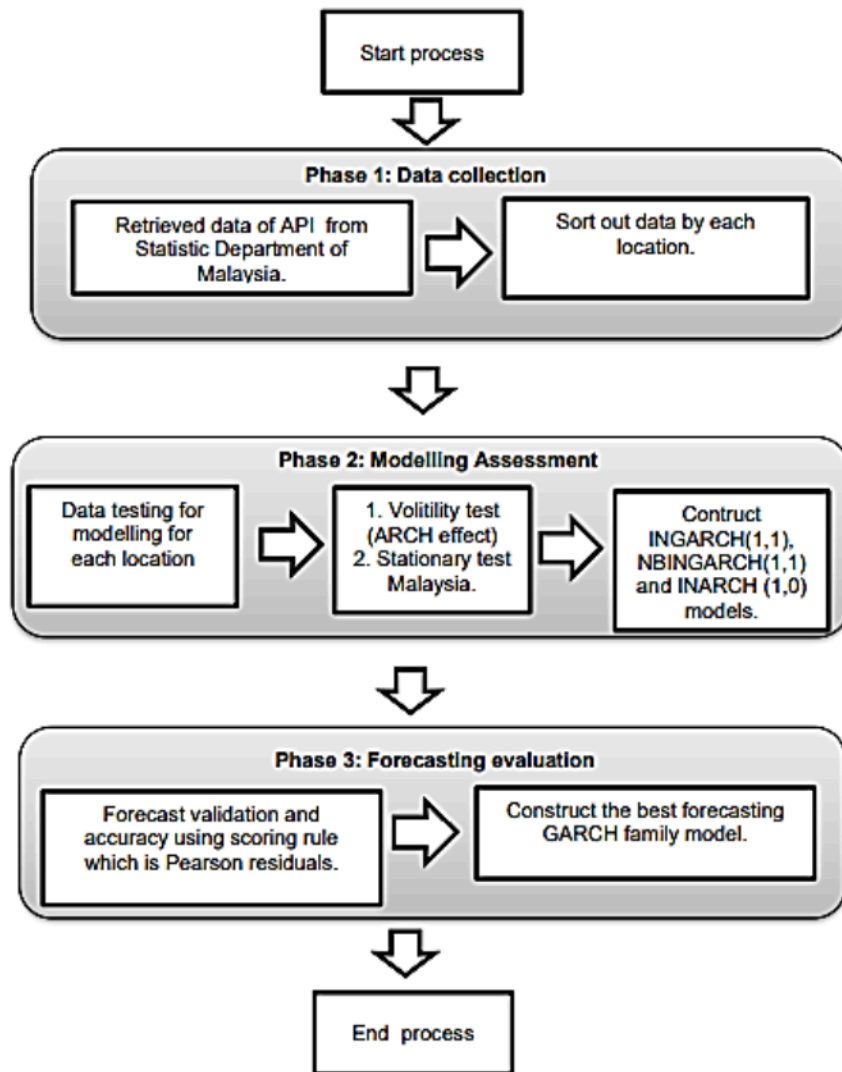 Start process
Phase 1: Data collection
Retrieved data of API from
Statistic Department of
Malaysia.
Sort out data by each
location.
Phase 2: Modelling Assessment
Data testing for
modelling for
each location
1. Volitility test
(ARCH effect)
2. Stationary test
Malaysia.
Contruct
INGARCH(1,1),
NBINGARCH(1,1)
and INARCH (1,0)
models.
Phase 3: Forecasting evaluation
Forecast validation and
accuracy using scoring rule
which is Pearson residuals.
Construct the best forecasting
GARCH family model.
End process